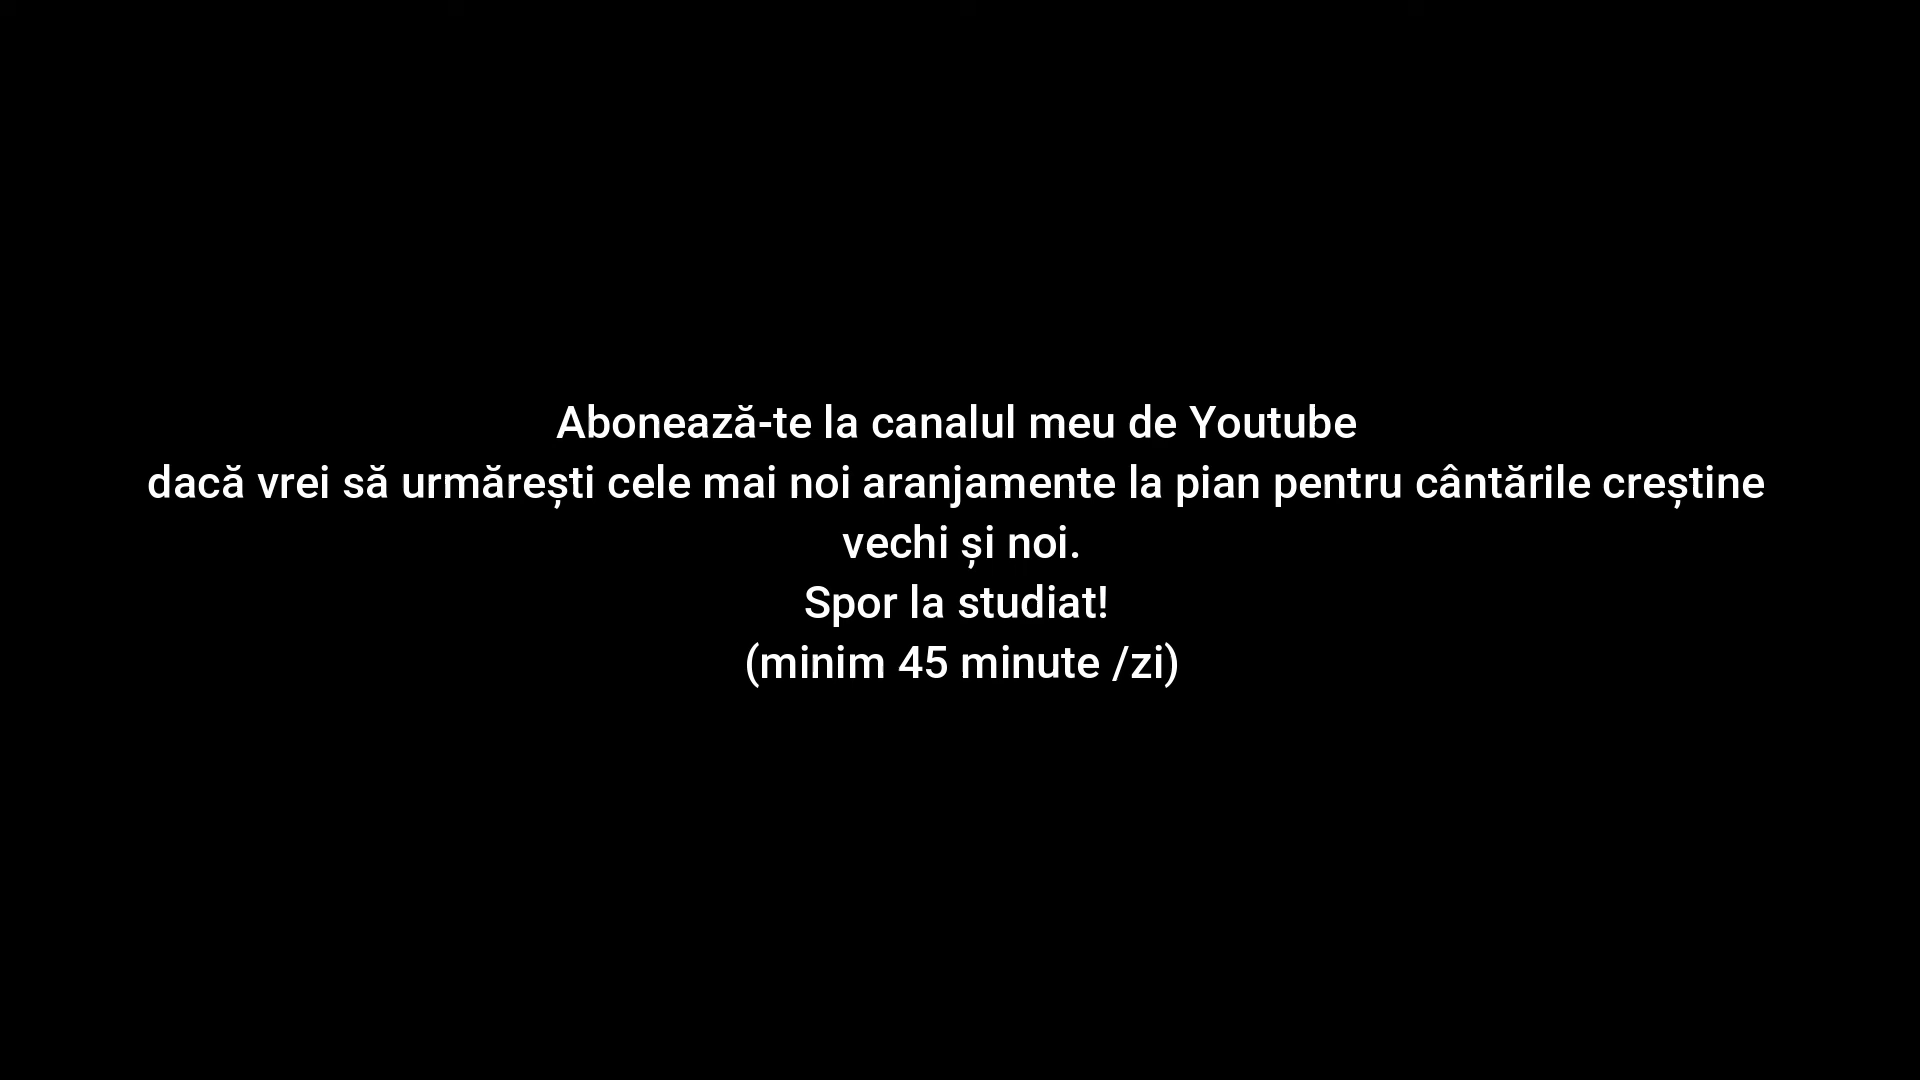 Abonează-te la canalul meu de Youtube
dacă vrei să urmărești cele mai noi aranjamente la pian pentru cântările creștine
vechi și noi.
Spor la studiat!
(minim 45 minute /zi)